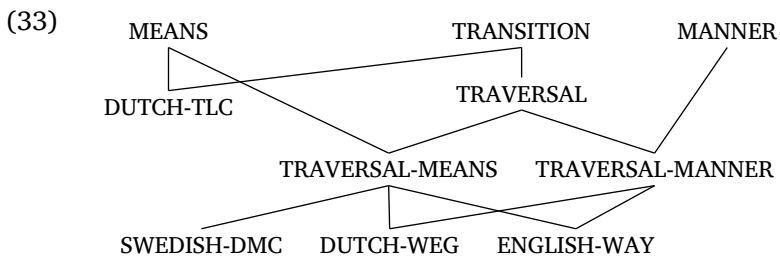 (33)
MEANS TRANSITION MANNER
DUTCH-TLC TRAVERSAL
TRAVERSAL-MEANS TRAVERSAL-MANNER
SWEDISH-DMC DUTCH-WEG ENGLISH-WAY